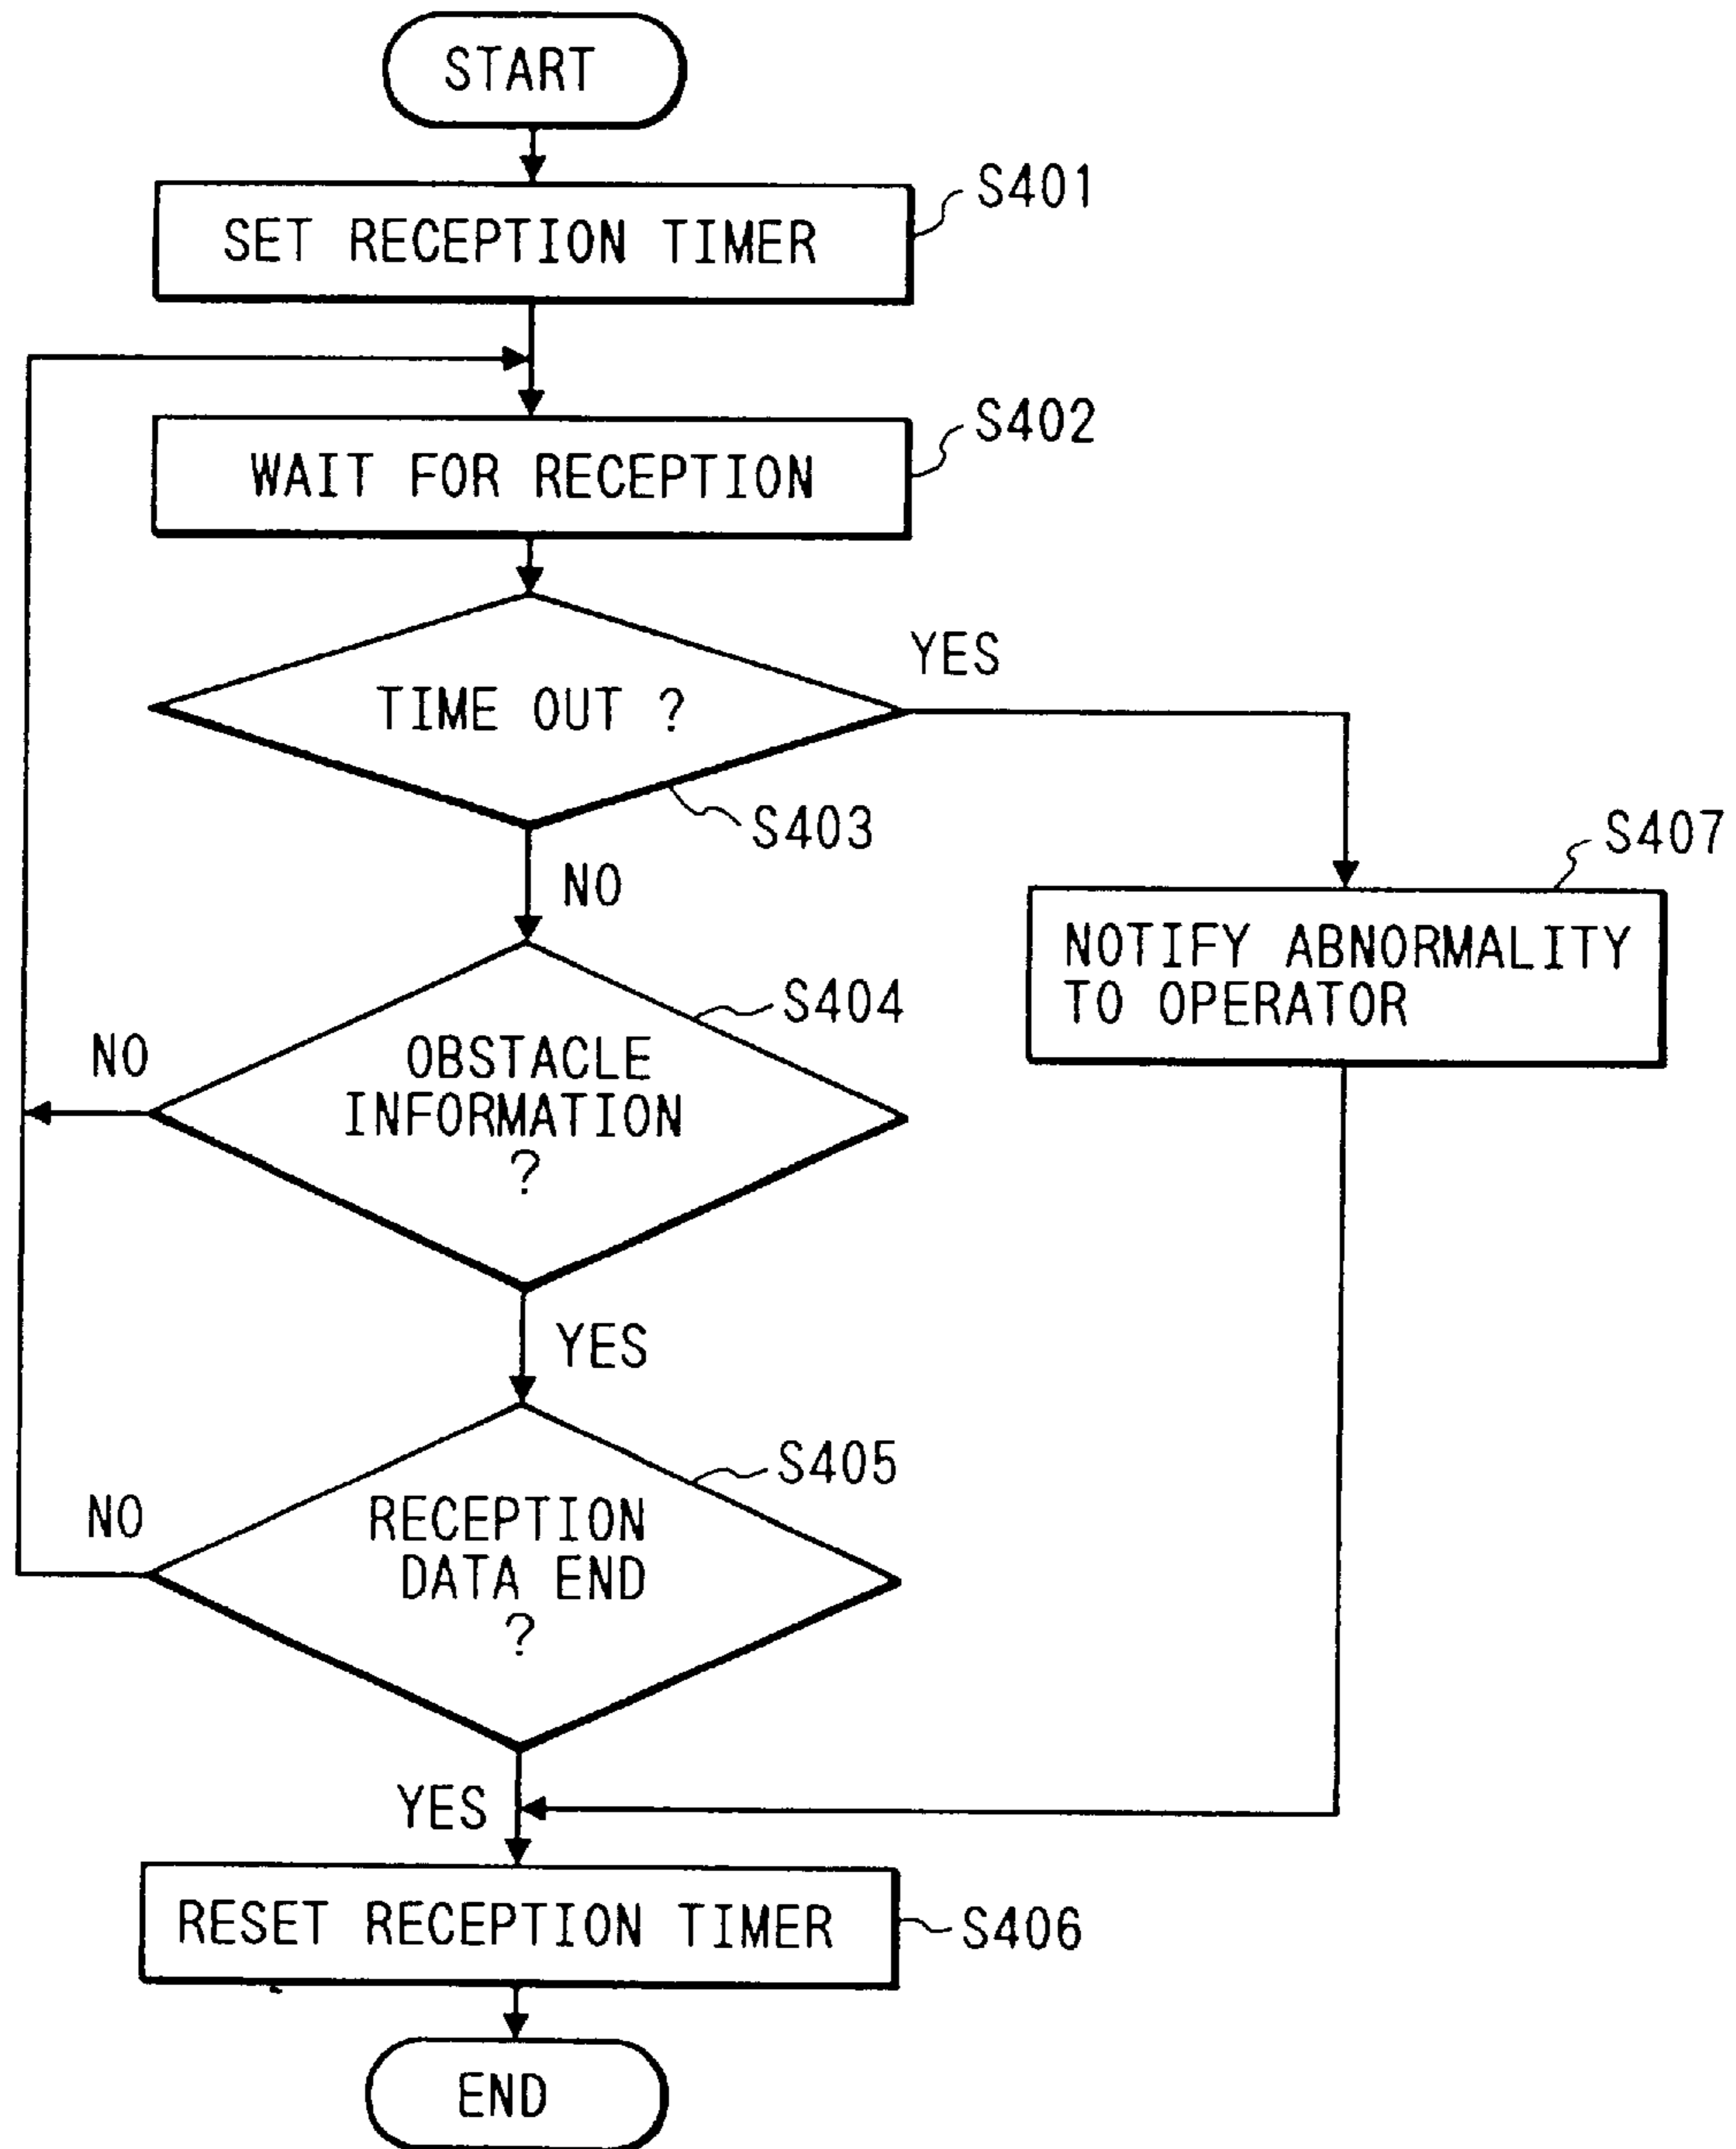 START
S401
SET RECEPTION TIMER
S402
WAIT FOR RECEPTION
YES
TIME OUT ?
S403
NO
S407
NOTIFY ABNORMALITY
TO OPERATOR
S404
NO
OBSTACLE
INFORMATION
?
YES
S405
NO
RECEPTION
DATA END
?
YES
RESET RECEPTION TIMER
S406
END